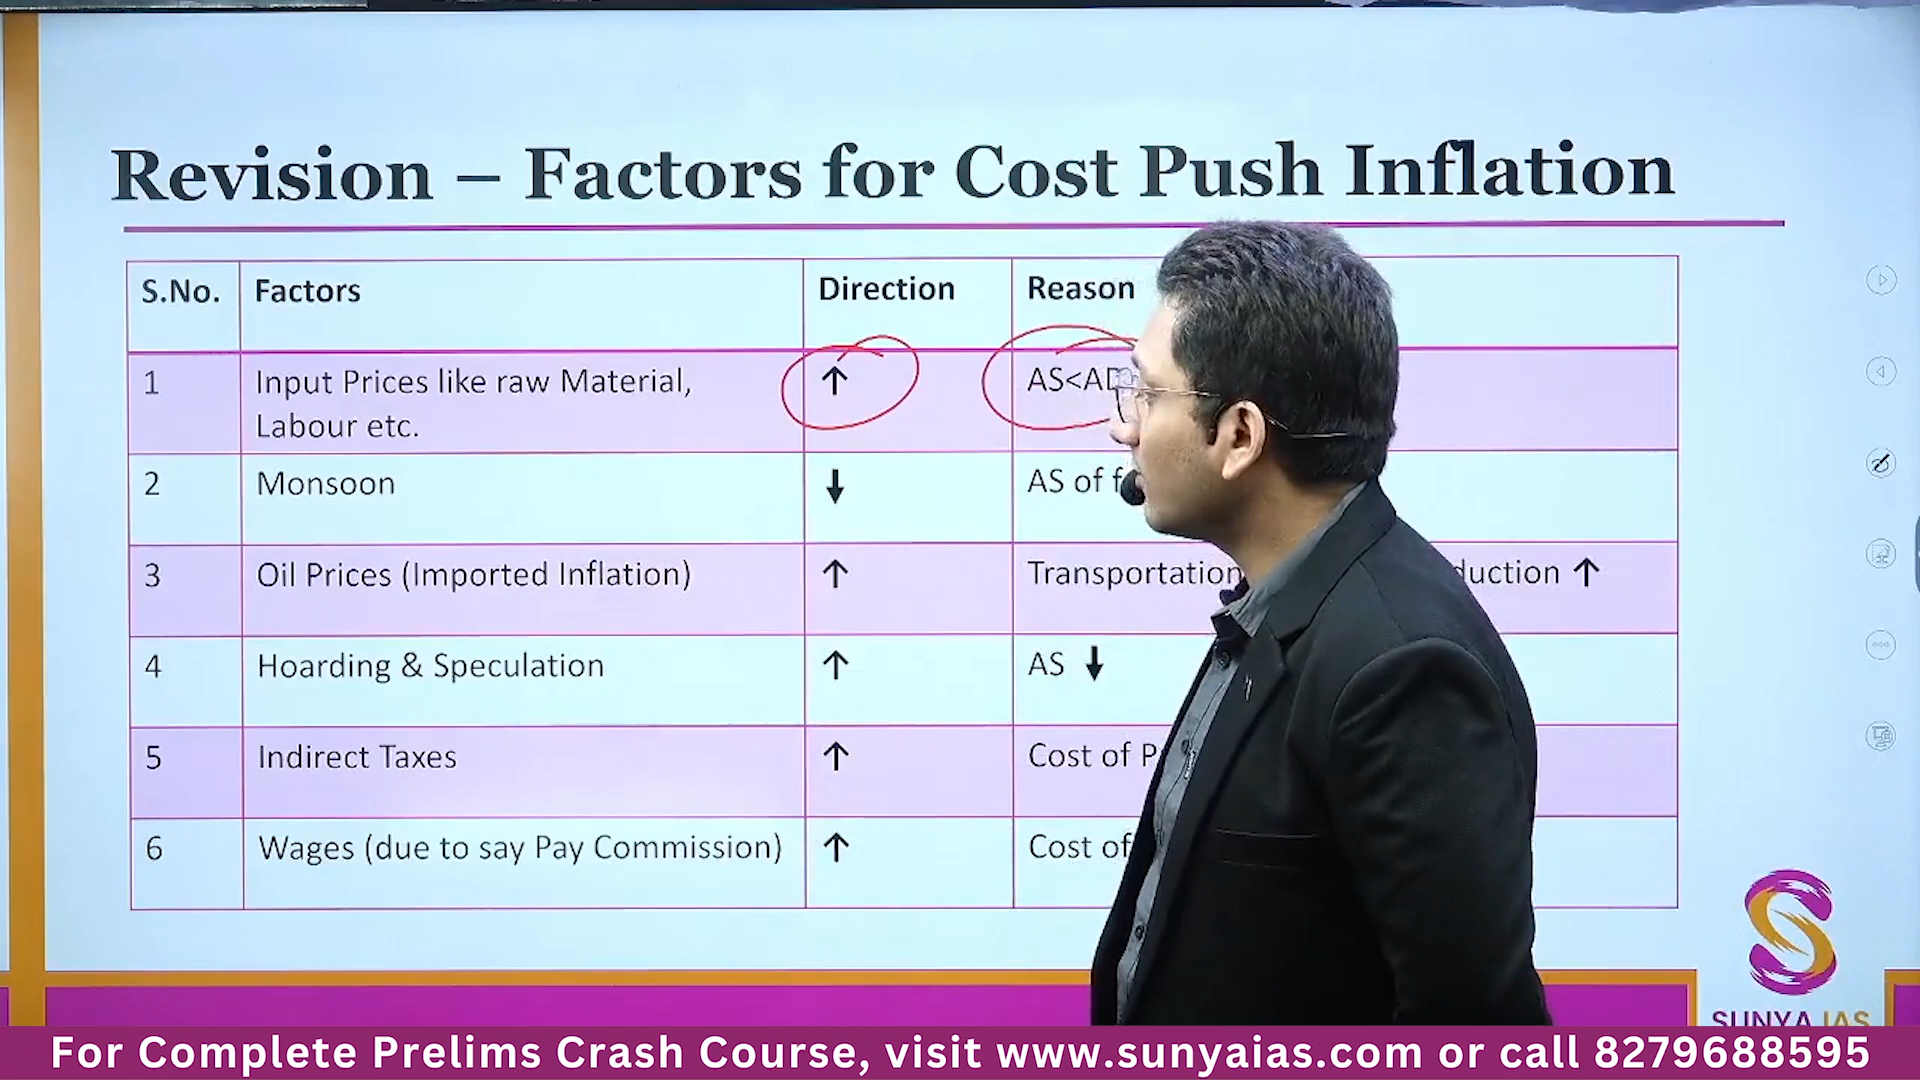 Revision – Factors for Cost Push Inflation
S.No. Factors Direction Reason
1 Input Prices like raw Material, Labour etc. ↑ AS<AD
2 Monsoon ↓ AS of
3 Oil Prices (Imported Inflation) ↑ Transportation ↑
4 Hoarding & Speculation ↑ AS ↓
5 Indirect Taxes ↑ Cost of
6 Wages (due to say Pay Commission) ↑ Cost of
SUNYA IAS
For Complete Prelims Crash Course, visit www.sunyaias.com or call 8279688595